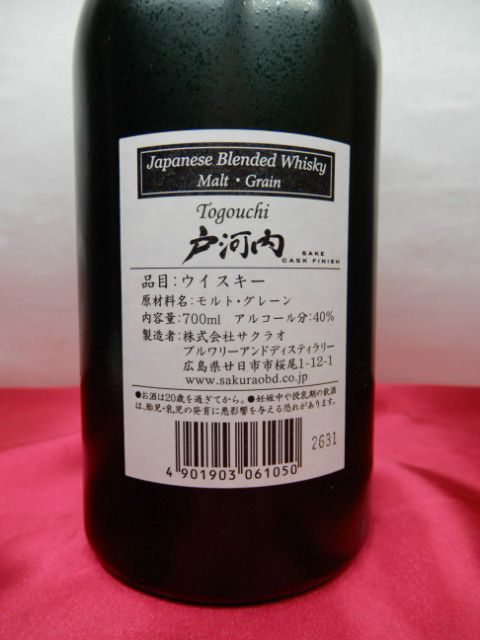 Japanese Blended Whisky
Malt・Grain
Togouchi
戸河内 SAKE CASK FINISH
品目：ウイスキー
原材料名：モルト・グレーン
内容量：700ml アルコール分：40%
製造者：株式会社サクラオ
ブルワリーアンドディスティラリー
広島県廿日市市桜尾1-12-1
www.sakuraobd.co.jp
●お酒は20歳を過ぎてから。●妊娠中や授乳期の飲酒
は、胎児・乳児の発育に悪影響を与える恐れがあります。
2631
4 901903 061050